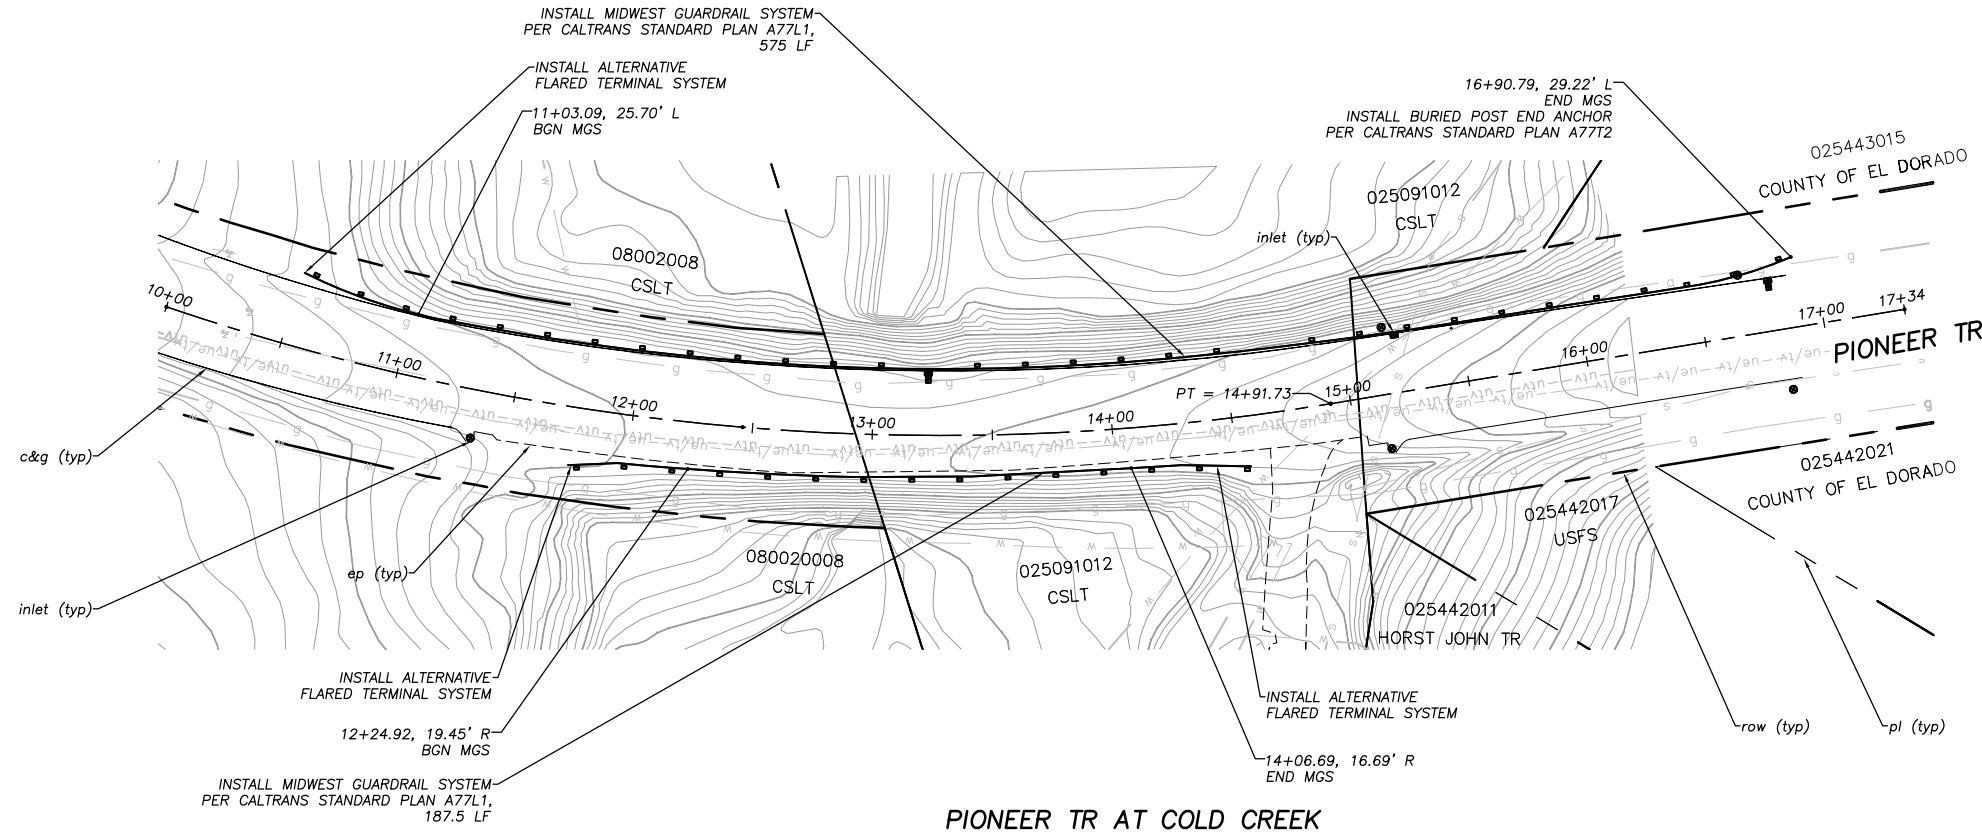 INSTALL MIDWEST GUARDRAIL SYSTEM
PER CALTRANS STANDARD PLAN A77L1,
575 LF
INSTALL ALTERNATIVE
FLARED TERMINAL SYSTEM
11+03.09, 25.70' L
BGN MGS
16+90.79, 29.22' L
END MGS
INSTALL BURIED POST END ANCHOR
PER CALTRANS STANDARD PLAN A77T2
025443015
COUNTY OF EL DORADO
025091012
CSLT
inlet (typ)
08002008
CSLT
10+00
11+00
12+00
13+00
14+00
PT = 14+91.73
15+00
16+00
17+00
17+34
PIONEER TR
c&g (typ)
ep (typ)
inlet (typ)
080020008
CSLT
025091012
CSLT
025442017
USFS
025442021
COUNTY OF EL DORADO
025442011
HORST JOHN TR
INSTALL ALTERNATIVE
FLARED TERMINAL SYSTEM
12+24.92, 19.45' R
BGN MGS
INSTALL MIDWEST GUARDRAIL SYSTEM
PER CALTRANS STANDARD PLAN A77L1,
187.5 LF
INSTALL ALTERNATIVE
FLARED TERMINAL SYSTEM
14+06.69, 16.69' R
END MGS
row (typ)
pl (typ)
PIONEER TR AT COLD CREEK